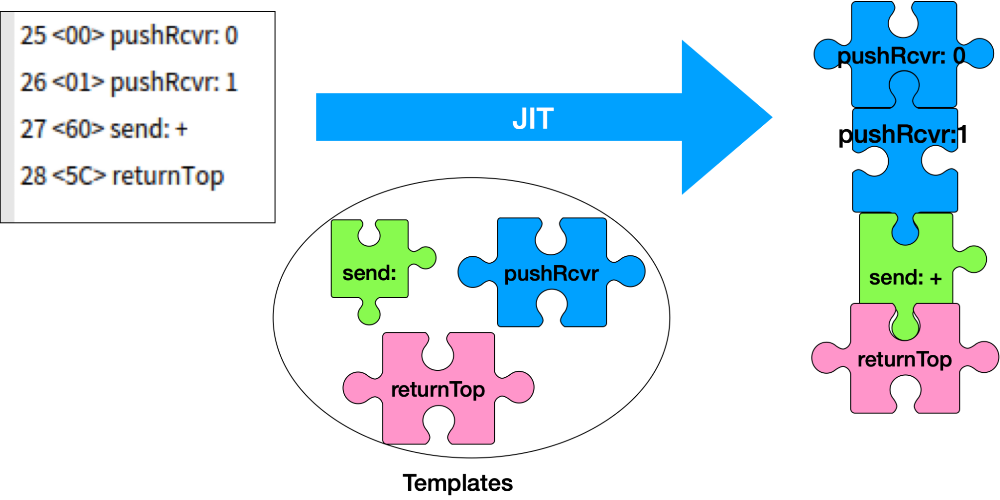 25 <00> pushRcvr: 0
26 <01> pushRcvr: 1
27 <60> send: +
28 <5C> returnTop
JIT
send:
pushRcvr
returnTop
Templates
pushRcvr: 0
pushRcvr:1
send: +
returnTop